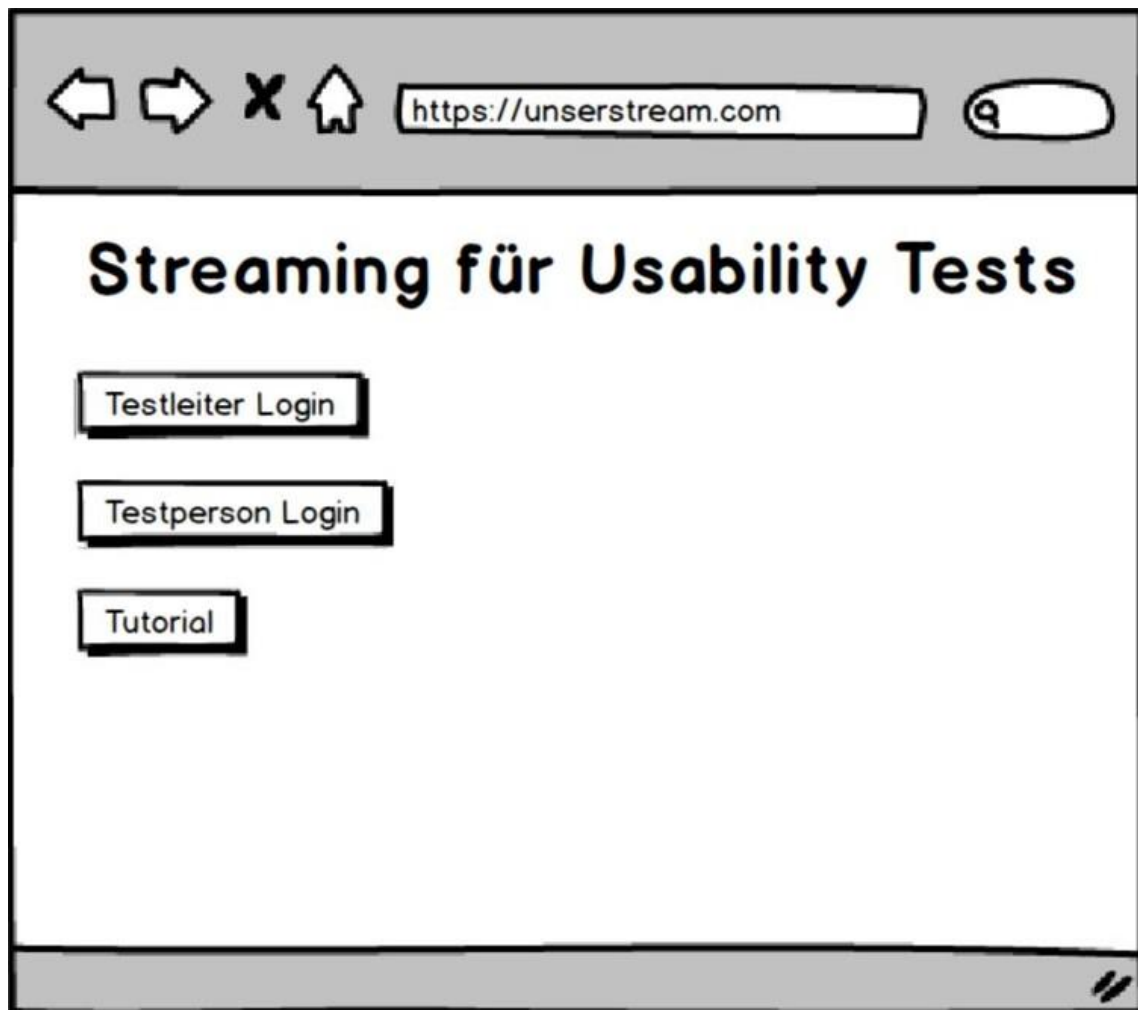 https://unserstream.com
Streaming für Usability Tests
Testleiter Login
Testperson Login
Tutorial